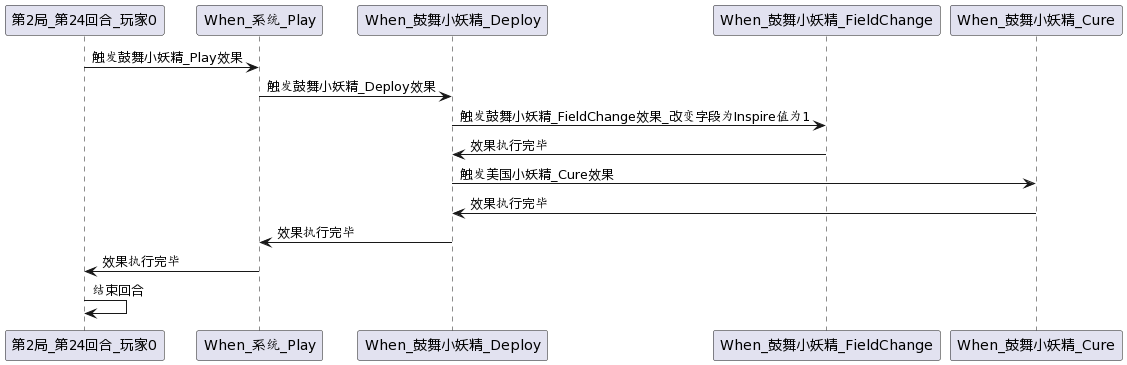 第2局_第24回合_玩家0
When_系统_Play
When_鼓舞小妖精_Deploy
When_鼓舞小妖精_FieldChange
When_鼓舞小妖精_Cure
触发鼓舞小妖精_Play效果
触发鼓舞小妖精_Deploy效果
触发鼓舞小妖精_FieldChange效果_改变字段为Inspire值为1
效果执行完毕
触发美国小妖精_Cure效果
效果执行完毕
效果执行完毕
效果执行完毕
结束回合
第2局_第24回合_玩家0
When_系统_Play
When_鼓舞小妖精_Deploy
When_鼓舞小妖精_FieldChange
When_鼓舞小妖精_Cure